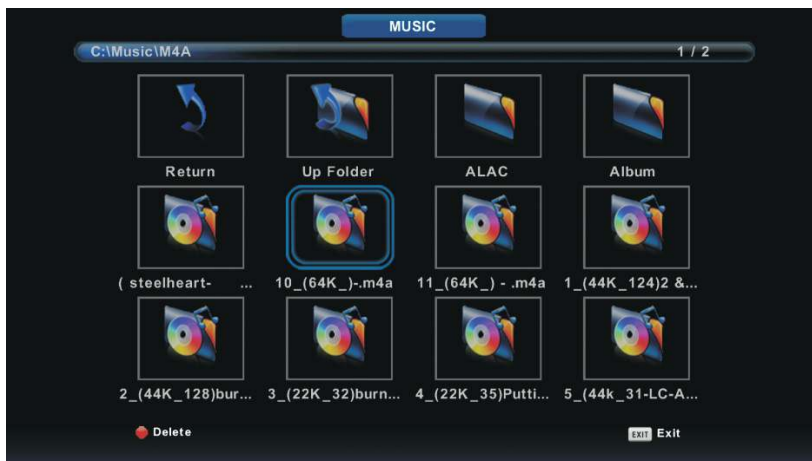 MUSIC
C:\Music\M4A 1 / 2
Return Up Folder ALAC Album
( steelheart- ... 10_(64K_)-.m4a 11_(64K_) - .m4a 1_(44K_124)2 &...
2_(44K_128)bur... 3_(22K_32)burn... 4_(22K_35)Putti... 5_(44k_31-LC-A...
Delete EXIT Exit